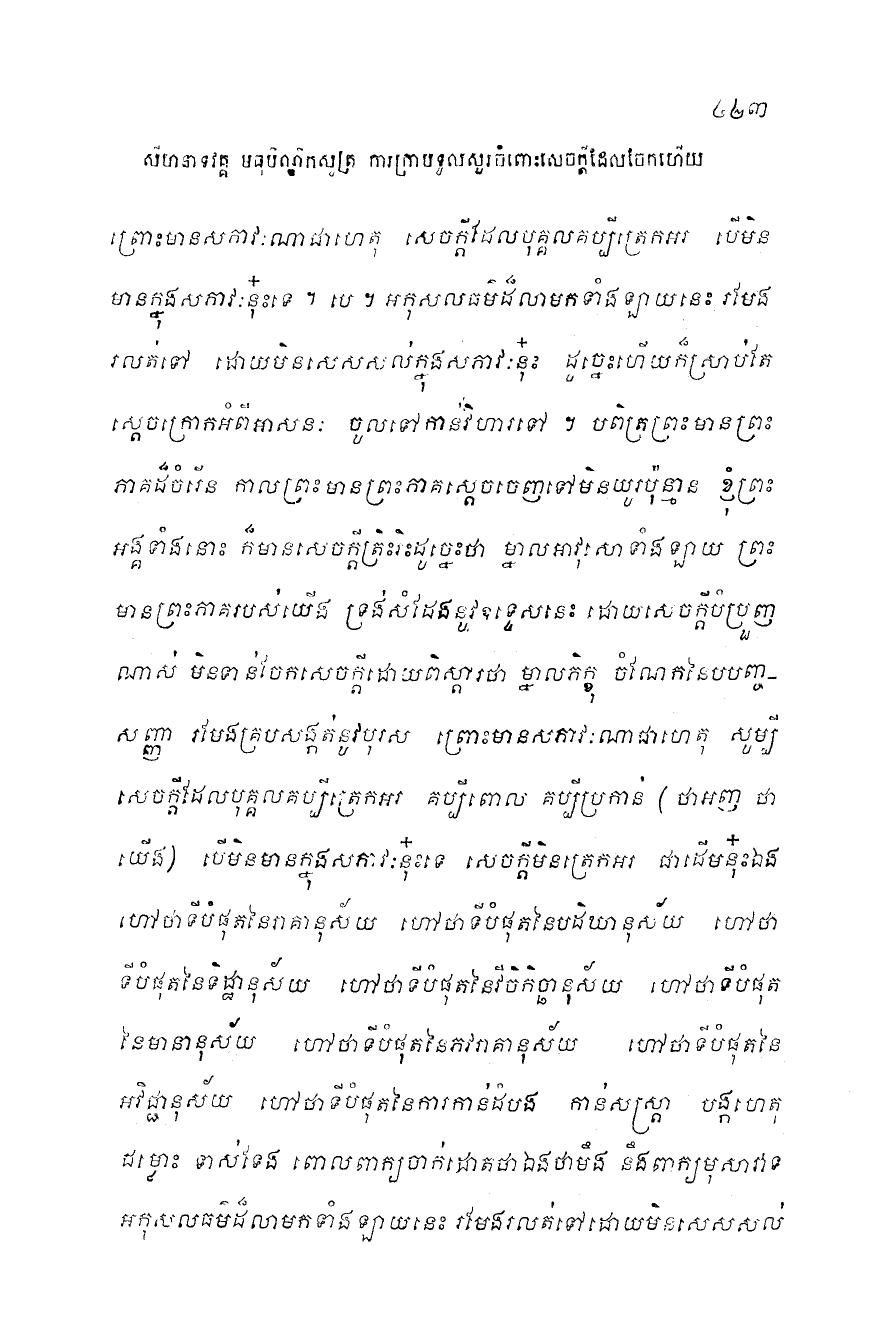 ៤២៣
សីហនាទវគ្គ មធុបិណ្ឌិកសូត្រ ការក្រាបទូលសួរចំពោះសេចក្ដីដែលចែកហើយ
ព្រោះមានសភាវៈណាជាហេតុ សេចក្ដីដែលបុគ្គលគប្បីត្រេកអរ បើមិន
មានក្នុងសភាវៈនុ៎ះទេ ។ បេ ។ អកុសលធម៌ដ៏លាមកទាំងឡាយនេះ រមែង
រលត់ទៅ ដោយមិនសេសសល់ក្នុងសភាវៈនុ៎ះ ដូច្នេះហើយក៏ស្រាប់តែ
ស្ដេចក្រោកអំពីអាសនៈ ចូលទៅកាន់វិហារទៅ ។ បពិត្រព្រះមានព្រះ
ភាគដ៏ចំរើន កាលព្រះមានព្រះភាគស្ដេចចេញទៅមិនយូរប៉ុន្មាន ខ្ញុំព្រះ
អង្គទាំងនោះ ក៏មានសេចក្ដីត្រិះរិះដូច្នេះថា ម្នាលអាវុសោទាំងឡាយ ព្រះ
មានព្រះភាគរបស់យើង ទ្រង់សំដែងនូវឧទ្ទេសនេះ ដោយសេចក្ដីបំប្រួញ
ណាស់ មិនទាន់ចែកសេចក្ដីដោយពិស្ដារថា ម្នាលភិក្ខុ ចំណែកនៃបបញ្ច-
សញ្ញា រមែងគ្របសង្កត់នូវបុរស ព្រោះមានសភាវៈណាជាហេតុ សូម្បី
សេចក្ដីដែលបុគ្គលគប្បីត្រេកអរ គប្បីពោល គប្បីប្រកាន់ (ថាអញ ថា
យើង) បើមិនមានក្នុងសភាវៈនុ៎ះទេ សេចក្ដីមិនត្រេកអរ ជាដើមនុ៎ះឯង
ហៅថាទីបំផុតនៃរាគានុស័យ ហៅថាទីបំផុតនៃបដិឃានុស័យ ហៅថា
ទីបំផុតនៃទិដ្ឋានុស័យ ហៅថាទីបំផុតនៃវិចិកិច្ឆានុស័យ ហៅថាទីបំផុត
នៃមានានុស័យ ហៅថាទីបំផុតនៃភវរាគានុស័យ ហៅថាទីបំផុតនៃ
អវិជ្ជានុស័យ ហៅថាទីបំផុតនៃការកាន់ដំបង កាន់សស្ត្រា បង្កហេតុ
ជម្លោះ ទាស់ទែង ពោលពាក្យចាក់ដោតថាឯងថាម៉ឹង នឹងពាក្យមុសាវាទ
អកុសលធម៌ដ៏លាមកទាំងឡាយនេះ រមែងរលត់ទៅដោយមិនសេសសល់